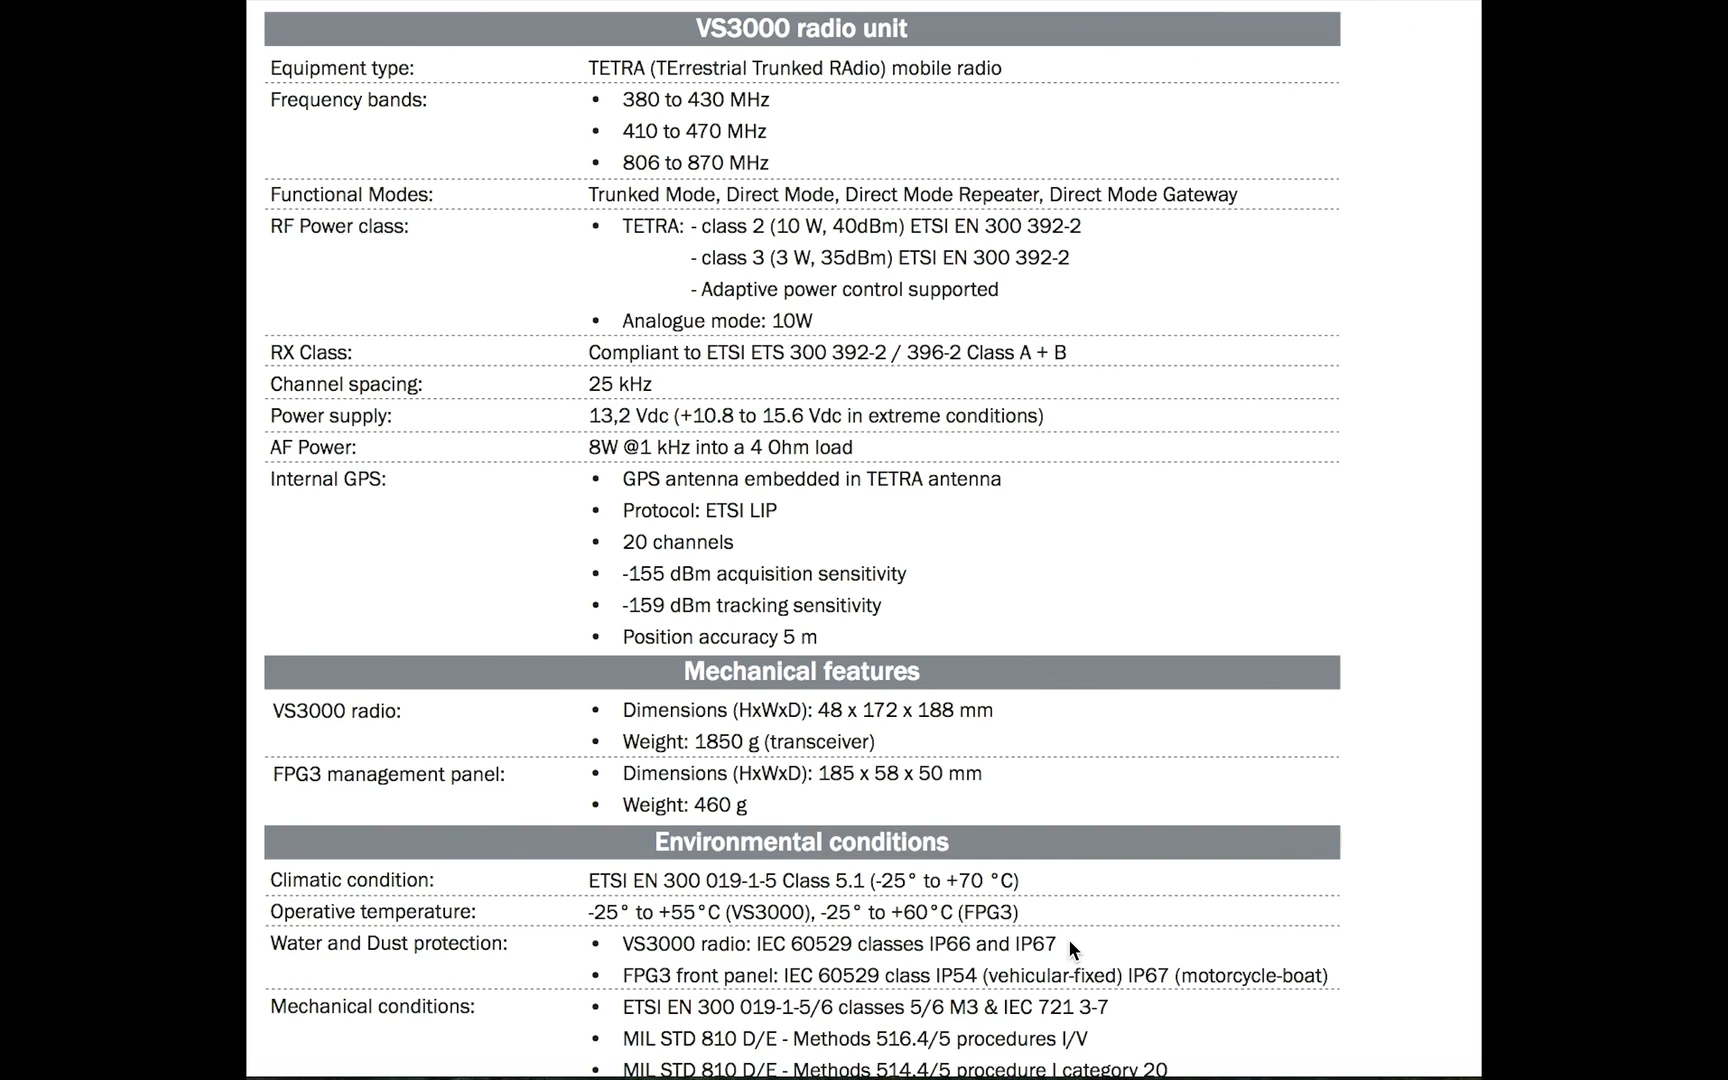 VS3000 radio unit
Equipment type: TETRA (TErrestrial Trunked RAdio) mobile radio
Frequency bands: • 380 to 430 MHz
• 410 to 470 MHz
• 806 to 870 MHz
Functional Modes: Trunked Mode, Direct Mode, Direct Mode Repeater, Direct Mode Gateway
RF Power class: • TETRA: - class 2 (10 W, 40dBm) ETSI EN 300 392-2
- class 3 (3 W, 35dBm) ETSI EN 300 392-2
- Adaptive power control supported
• Analogue mode: 10W
RX Class: Compliant to ETSI ETS 300 392-2 / 396-2 Class A + B
Channel spacing: 25 kHz
Power supply: 13,2 Vdc (+10.8 to 15.6 Vdc in extreme conditions)
AF Power: 8W @1 kHz into a 4 Ohm load
Internal GPS: • GPS antenna embedded in TETRA antenna
• Protocol: ETSI LIP
• 20 channels
• -155 dBm acquisition sensitivity
• -159 dBm tracking sensitivity
• Position accuracy 5 m
Mechanical features
VS3000 radio: • Dimensions (HxWxD): 48 x 172 x 188 mm
• Weight: 1850 g (transceiver)
FPG3 management panel: • Dimensions (HxWxD): 185 x 58 x 50 mm
• Weight: 460 g
Environmental conditions
Climatic condition: ETSI EN 300 019-1-5 Class 5.1 (-25° to +70 °C)
Operative temperature: -25° to +55°C (VS3000), -25° to +60°C (FPG3)
Water and Dust protection: • VS3000 radio: IEC 60529 classes IP66 and IP67
• FPG3 front panel: IEC 60529 class IP54 (vehicular-fixed) IP67 (motorcycle-boat)
Mechanical conditions: • ETSI EN 300 019-1-5/6 classes 5/6 M3 & IEC 721 3-7
• MIL STD 810 D/E - Methods 516.4/5 procedures I/V
• MIL STD 810 D/E - Methods 514.4/5 procedure I category 20